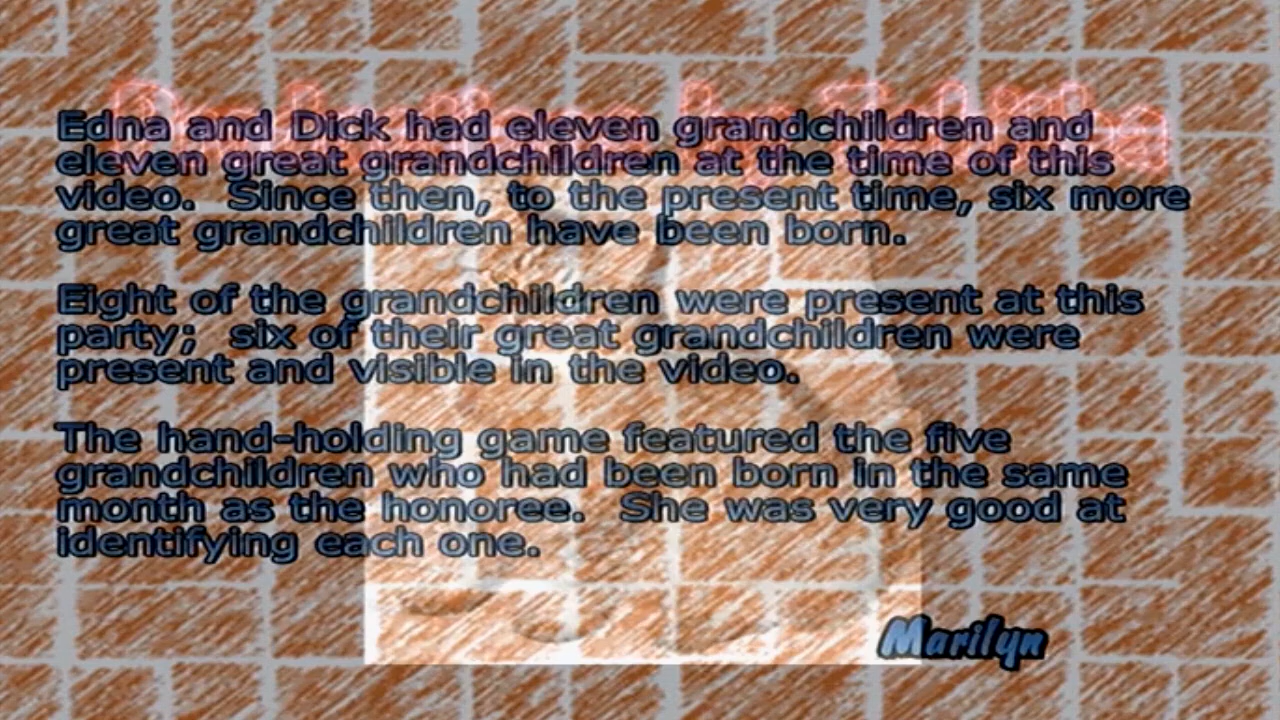 Edna and Dick had eleven grandchildren and
eleven great grandchildren at the time of this
video.  Since then, to the present time, six more
great grandchildren have been born.
Eight of the grandchildren were present at this
party;  six of their great grandchildren were
present and visible in the video.
The hand-holding game featured the five
grandchildren who had been born in the same
month as the honoree.  She was very good at
identifying each one.
Marilyn